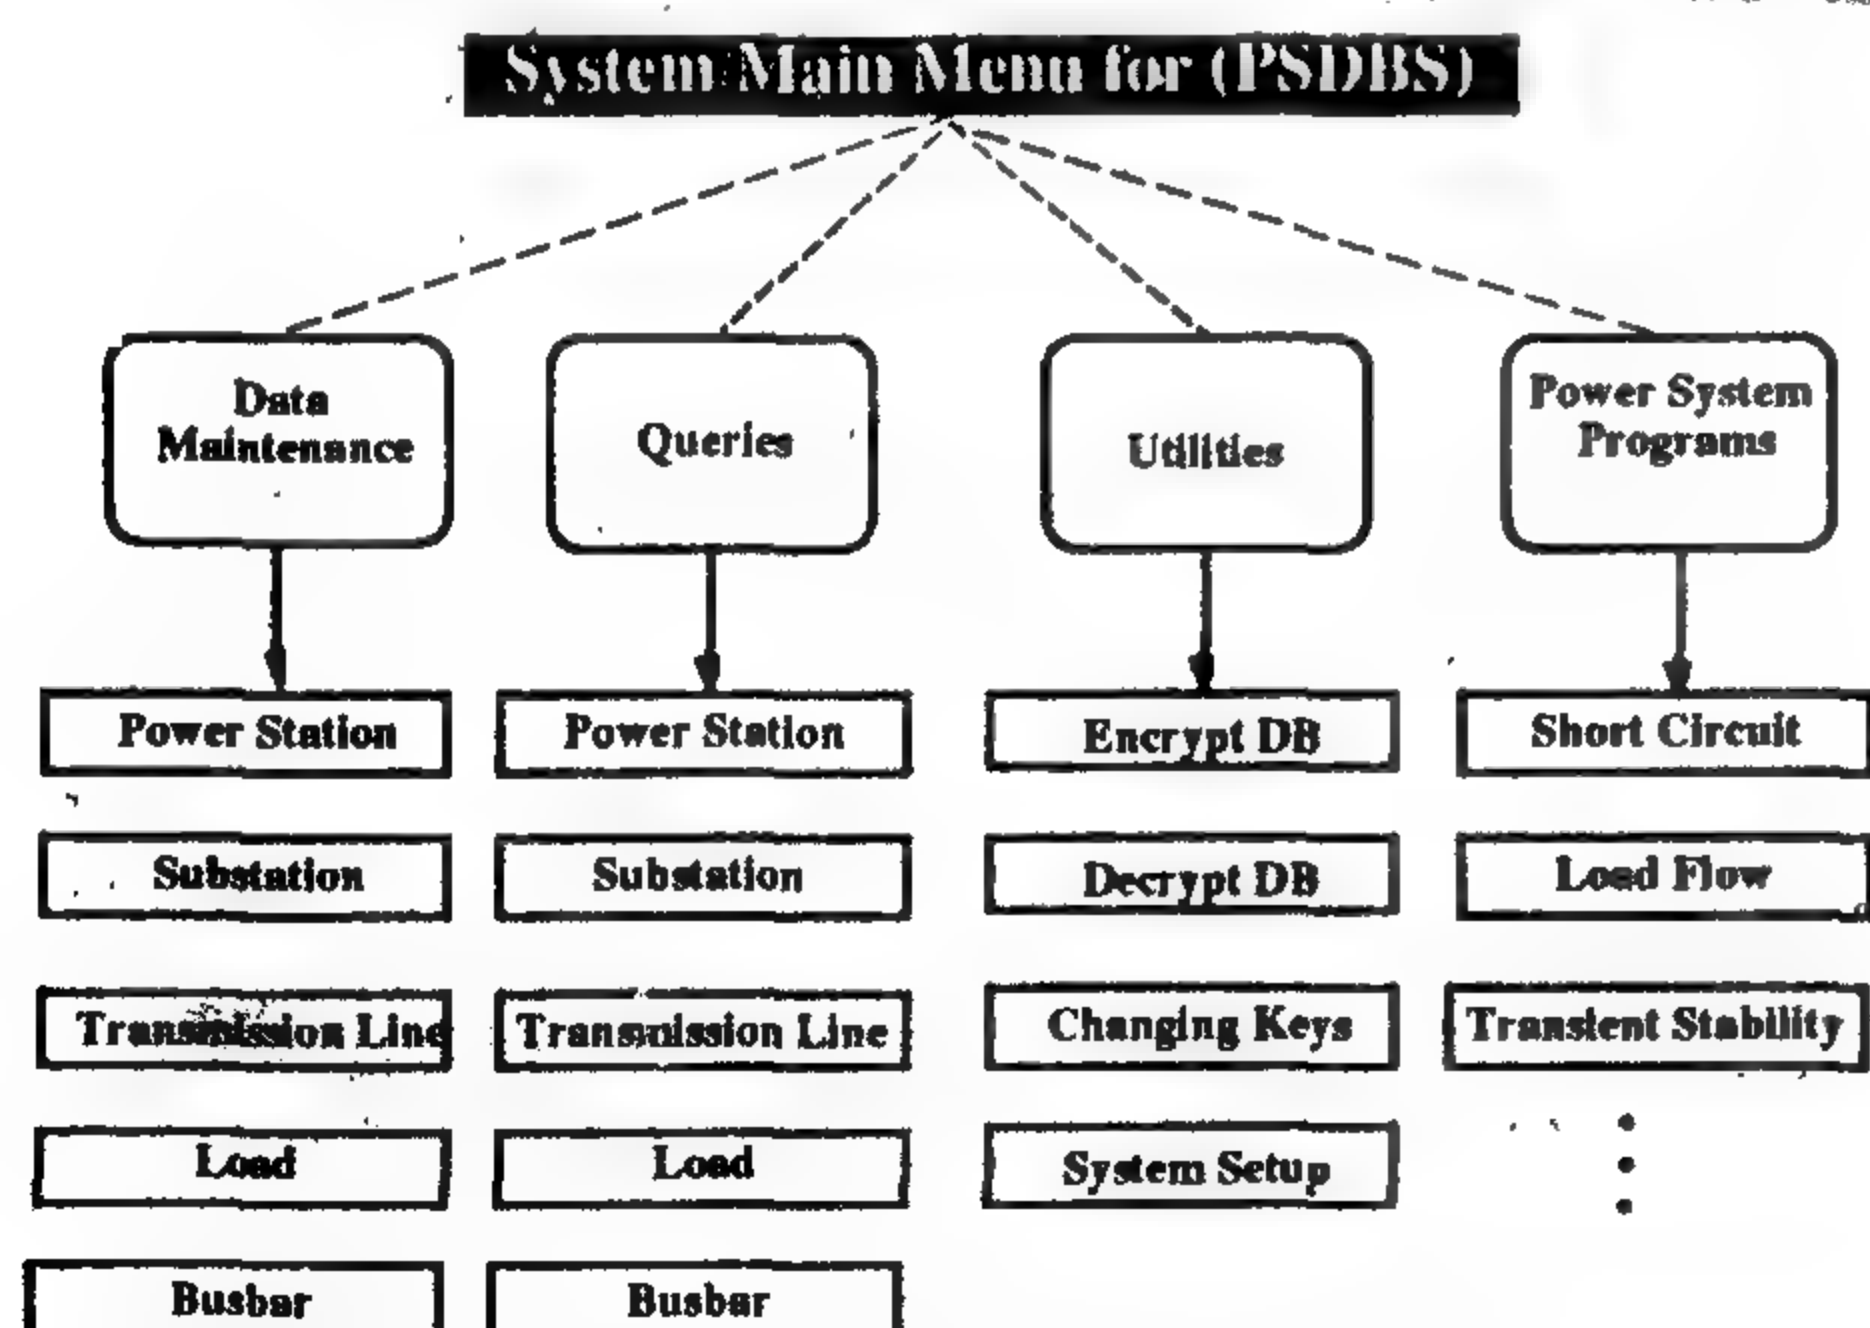 System Main Menu for (PSDBS)
Data
Maintenance
Queries
Utilities
Power System
Programs
Power Station
Power Station
Encrypt DB
Short Circuit
Substation
Substation
Decrypt DB
Load Flow
Transmission Line
Transmission Line
Changing Keys
Transient Stability
Load
Load
System Setup
Busbar
Busbar